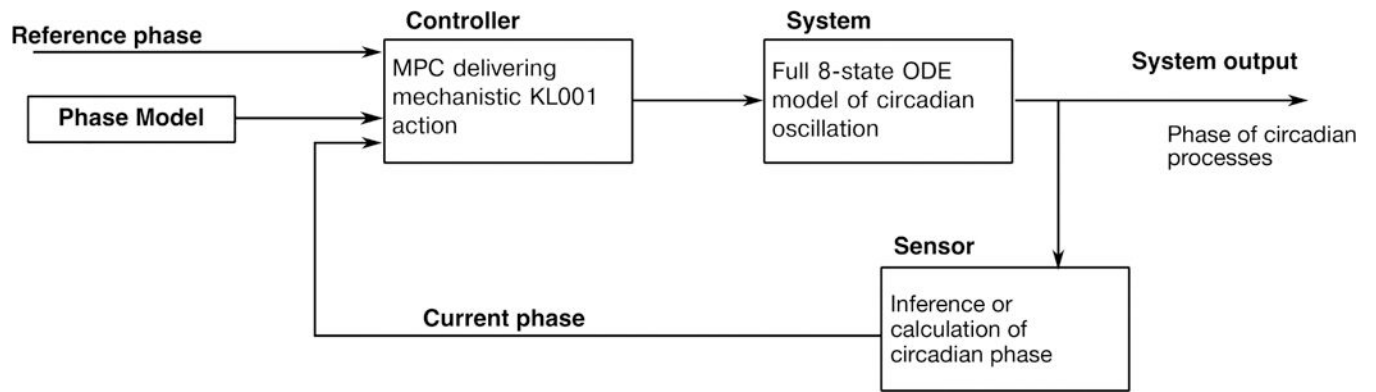 Reference phase
Phase Model
Controller
MPC delivering
mechanistic KL001
action
System
Full 8-state ODE
model of circadian
oscillation
System output
Phase of circadian
processes
Sensor
Inference or
calculation of
circadian phase
Current phase